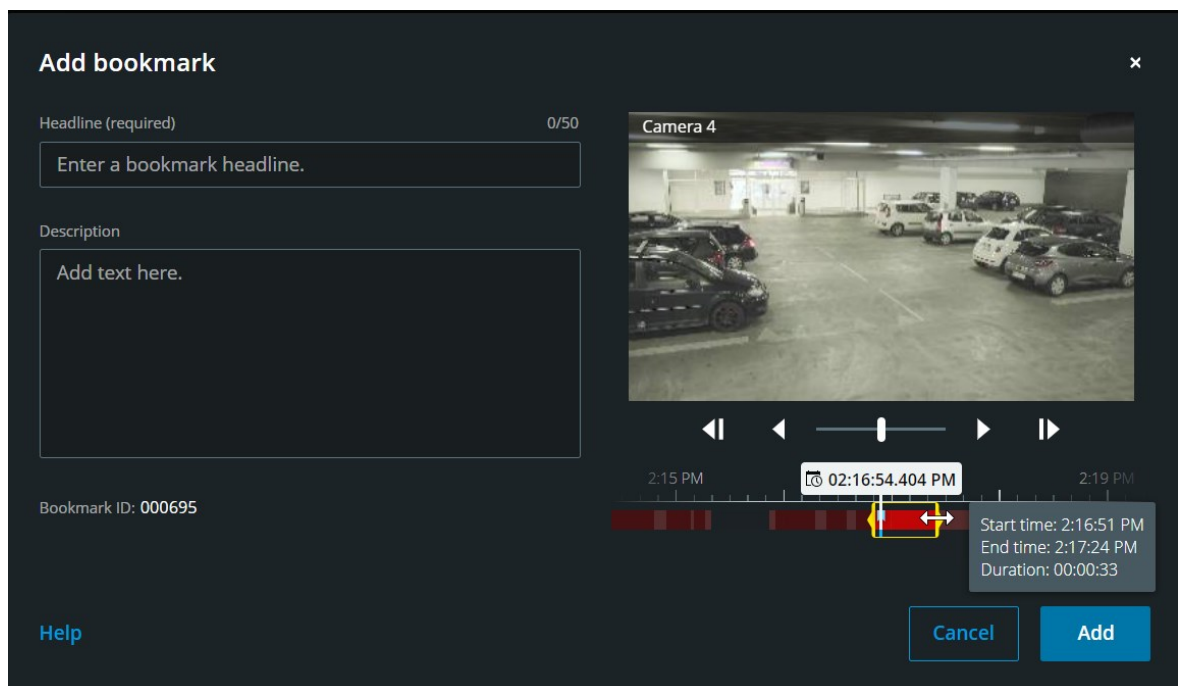 Add bookmark
Headline (required)
0/50
Enter a bookmark headline.
Description
Add text here.
Bookmark ID: 000695
Camera 4
2:15 PM
02:16:54.404 PM
2:19 PM
Start time: 2:16:51 PM
End time: 2:17:24 PM
Duration: 00:00:33
Help
Cancel
Add